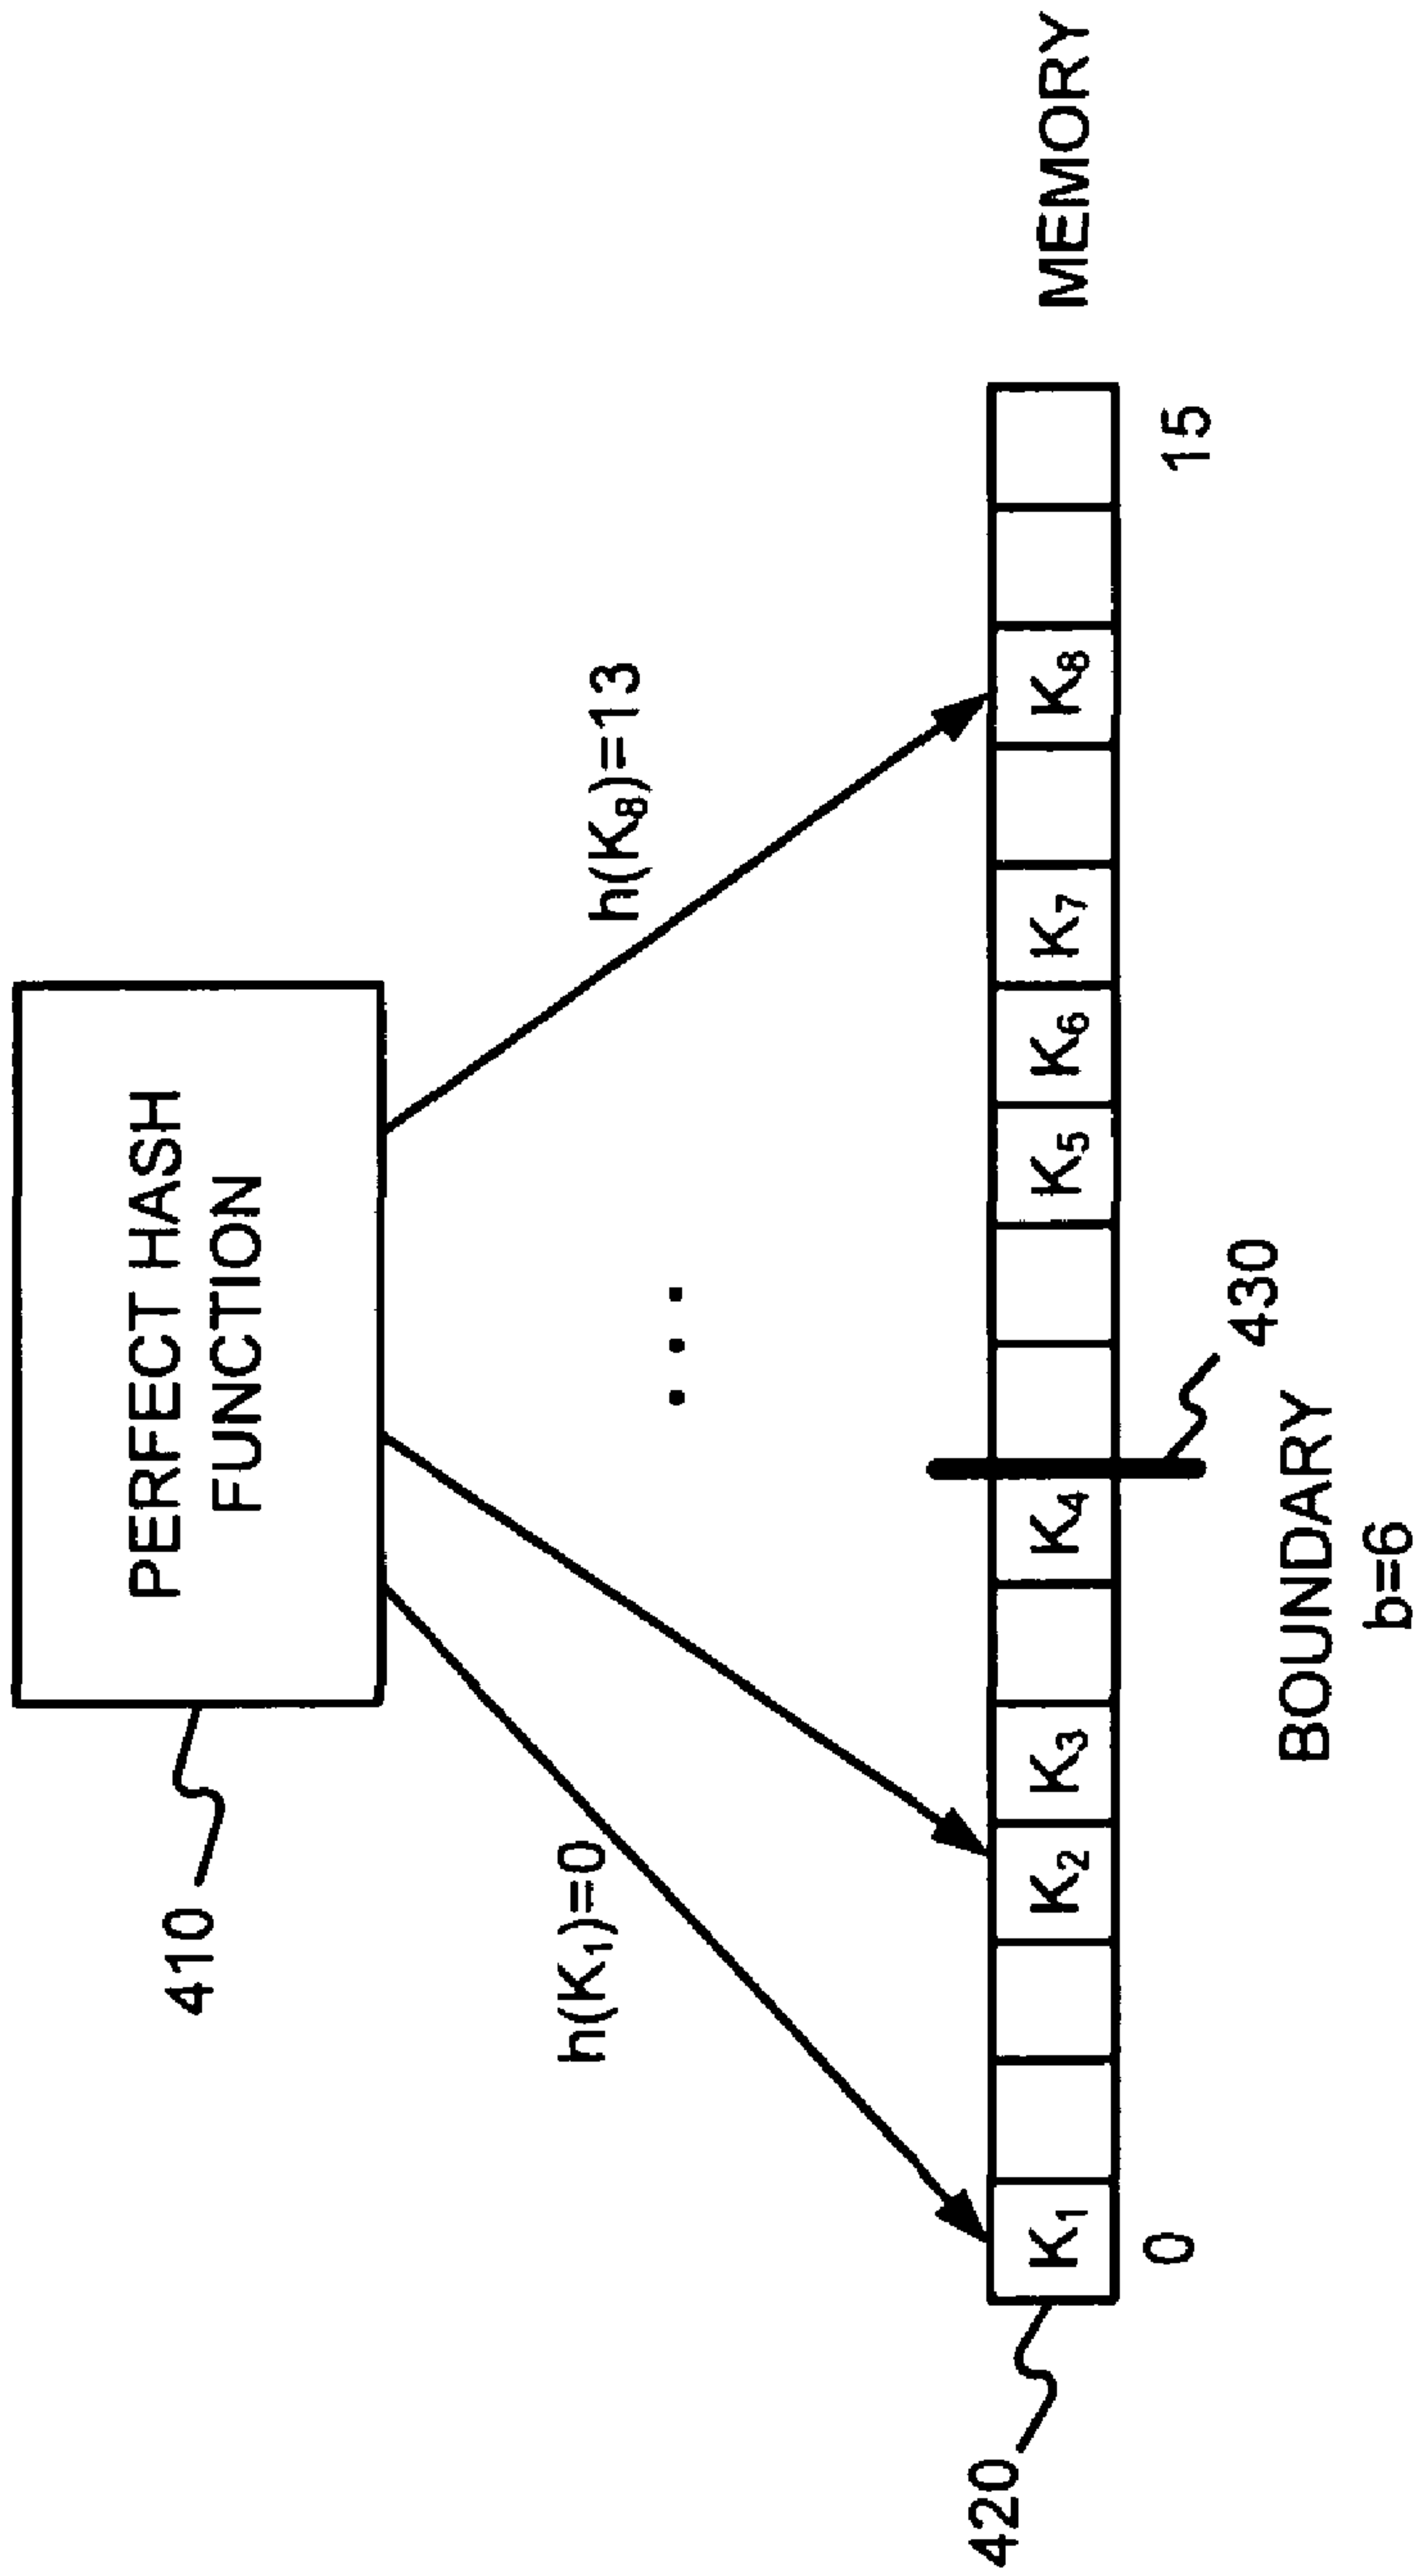 PERFECT HASH
FUNCTION
410
h(K₁)=0
h(K₈)=13
...
420
K₁ K₂ K₃ K₄ K₅ K₆ K₇ K₈
MEMORY
0
15
430
BOUNDARY
b=6